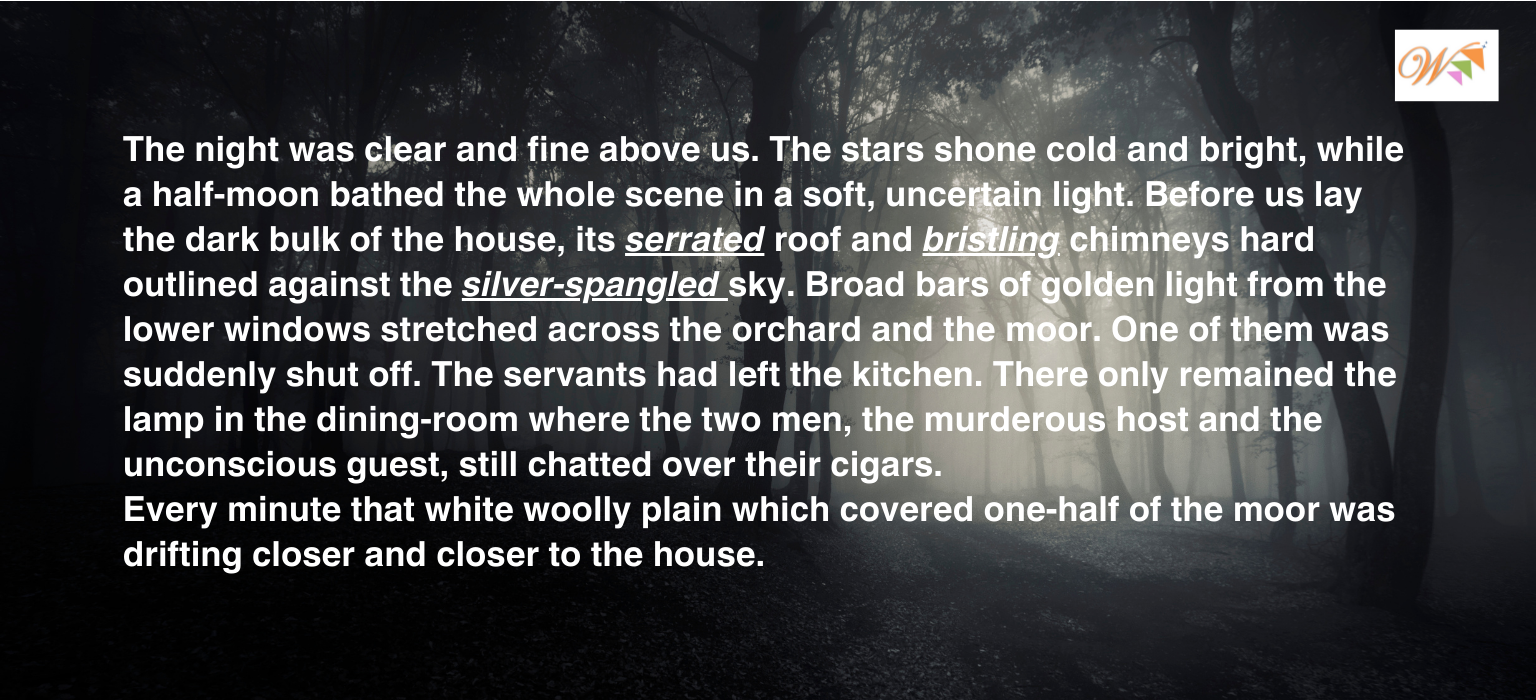 W
The night was clear and fine above us. The stars shone cold and bright, while
a half-moon bathed the whole scene in a soft, uncertain light. Before us lay
the dark bulk of the house, its serrated roof and bristling chimneys hard
outlined against the silver-spangled sky. Broad bars of golden light from the
lower windows stretched across the orchard and the moor. One of them was
suddenly shut off. The servants had left the kitchen. There only remained the
lamp in the dining-room where the two men, the murderous host and the
unconscious guest, still chatted over their cigars.
Every minute that white woolly plain which covered one-half of the moor was
drifting closer and closer to the house.